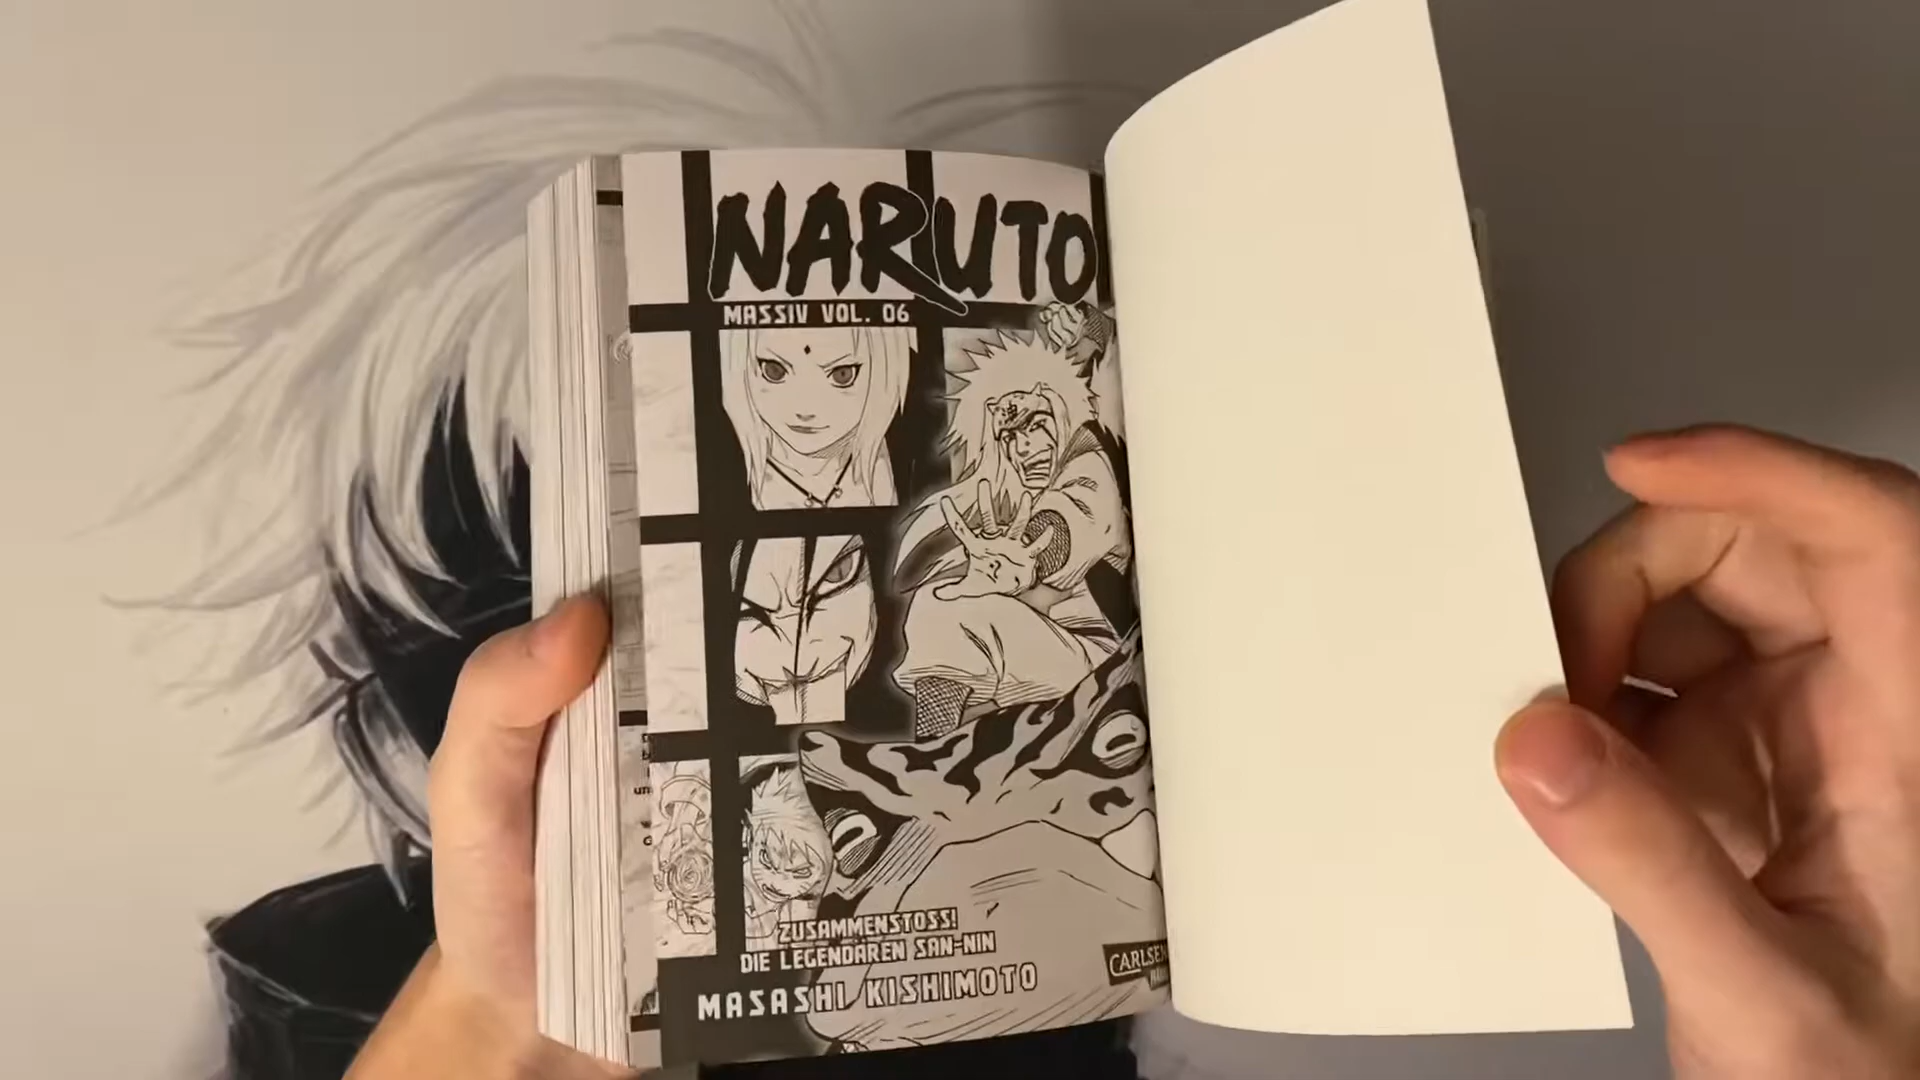 NARUTO
MASSIV VOL. 06
ZUSAMMENSTOSS!
DIE LEGENDÄREN SAN-NIN
MASASHI KISHIMOTO
CARLSEN